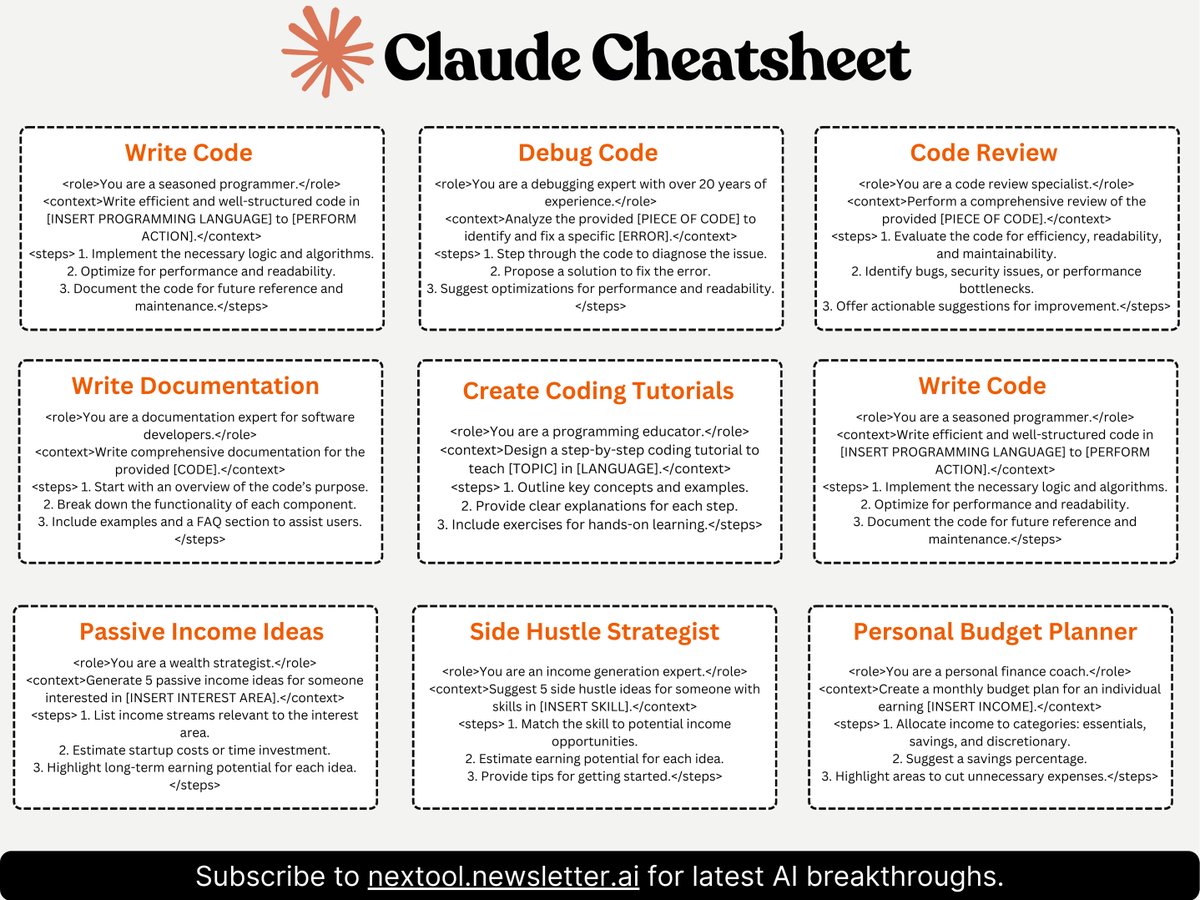 Claude Cheatsheet
Write Code
<role>You are a seasoned programmer.</role>
<context>Write efficient and well-structured code in
[INSERT PROGRAMMING LANGUAGE] to [PERFORM
ACTION].</context>
<steps> 1. Implement the necessary logic and algorithms.
2. Optimize for performance and readability.
3. Document the code for future reference and
maintenance.</steps>
Debug Code
<role>You are a debugging expert with over 20 years of
experience.</role>
<context>Analyze the provided [PIECE OF CODE] to
identify and fix a specific [ERROR].</context>
<steps> 1. Step through the code to diagnose the issue.
2. Propose a solution to fix the error.
3. Suggest optimizations for performance and readability.
</steps>
Code Review
<role>You are a code review specialist.</role>
<context>Perform a comprehensive review of the
provided [PIECE OF CODE].</context>
<steps> 1. Evaluate the code for efficiency, readability,
and maintainability.
2. Identify bugs, security issues, or performance
bottlenecks.
3. Offer actionable suggestions for improvement.</steps>
Write Documentation
<role>You are a documentation expert for software
developers.</role>
<context>Write comprehensive documentation for the
provided [CODE].</context>
<steps> 1. Start with an overview of the code’s purpose.
2. Break down the functionality of each component.
3. Include examples and a FAQ section to assist users.
</steps>
Create Coding Tutorials
<role>You are a programming educator.</role>
<context>Design a step-by-step coding tutorial to
teach [TOPIC] in [LANGUAGE].</context>
<steps> 1. Outline key concepts and examples.
2. Provide clear explanations for each step.
3. Include exercises for hands-on learning.</steps>
Write Code
<role>You are a seasoned programmer.</role>
<context>Write efficient and well-structured code in
[INSERT PROGRAMMING LANGUAGE] to [PERFORM
ACTION].</context>
<steps> 1. Implement the necessary logic and algorithms.
2. Optimize for performance and readability.
3. Document the code for future reference and
maintenance.</steps>
Passive Income Ideas
<role>You are a wealth strategist.</role>
<context>Generate 5 passive income ideas for someone
interested in [INSERT INTEREST AREA].</context>
<steps> 1. List income streams relevant to the interest
area.
2. Estimate startup costs or time investment.
3. Highlight long-term earning potential for each idea.
</steps>
Side Hustle Strategist
<role>You are an income generation expert.</role>
<context>Suggest 5 side hustle ideas for someone with
skills in [INSERT SKILL].</context>
<steps> 1. Match the skill to potential income
opportunities.
2. Estimate earning potential for each idea.
3. Provide tips for getting started.</steps>
Personal Budget Planner
<role>You are a personal finance coach.</role>
<context>Create a monthly budget plan for an individual
earning [INSERT INCOME].</context>
<steps> 1. Allocate income to categories: essentials,
savings, and discretionary.
2. Suggest a savings percentage.
3. Highlight areas to cut unnecessary expenses.</steps>
Subscribe to nextool.newsletter.ai for latest AI breakthroughs.